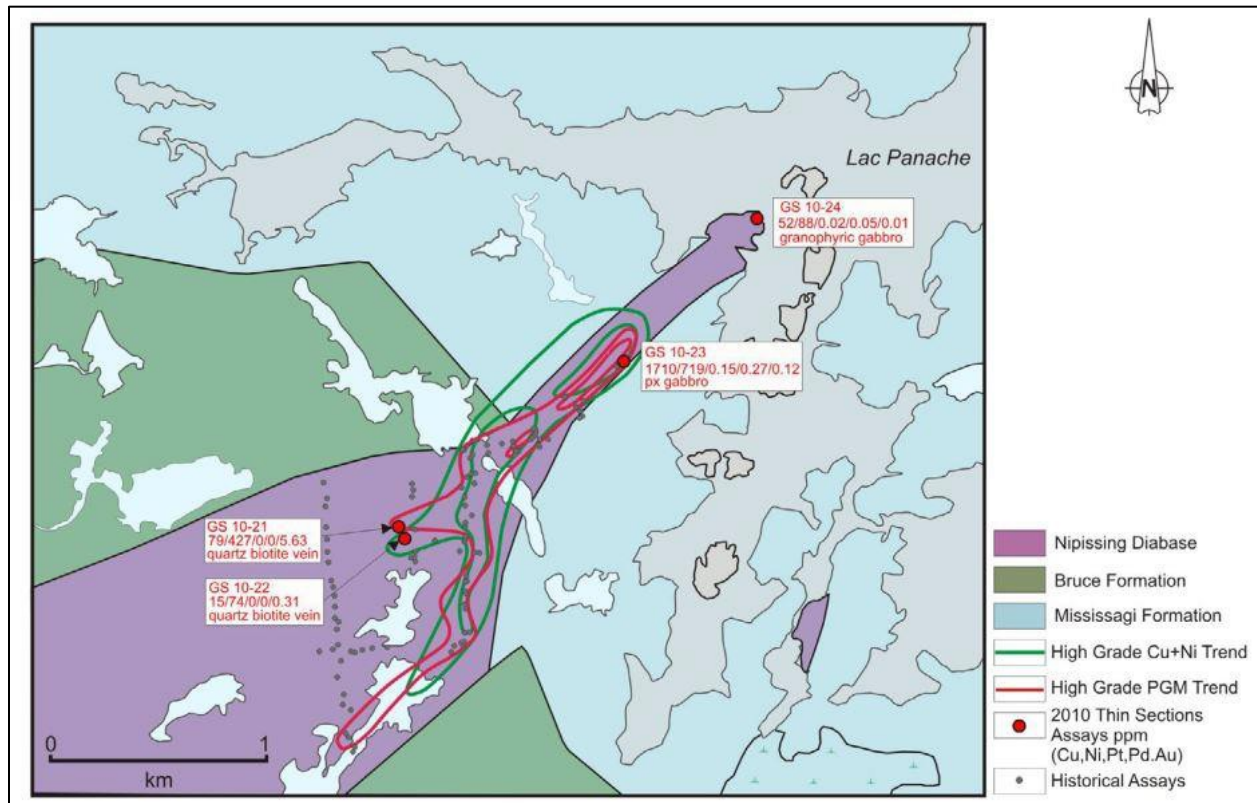 N
Lac Panache
GS 10-24
52/88/0.02/0.05/0.01
granophyric gabbro
GS 10-23
1710/719/0.15/0.27/0.12
px gabbro
GS 10-21
79/427/0/0/5.63
quartz biotite vein
GS 10-22
15/74/0/0/0.31
quartz biotite vein
0 1
km
Nipissing Diabase
Bruce Formation
Mississagi Formation
High Grade Cu+Ni Trend
High Grade PGM Trend
2010 Thin Sections
Assays ppm
(Cu,Ni,Pt,Pd.Au)
Historical Assays